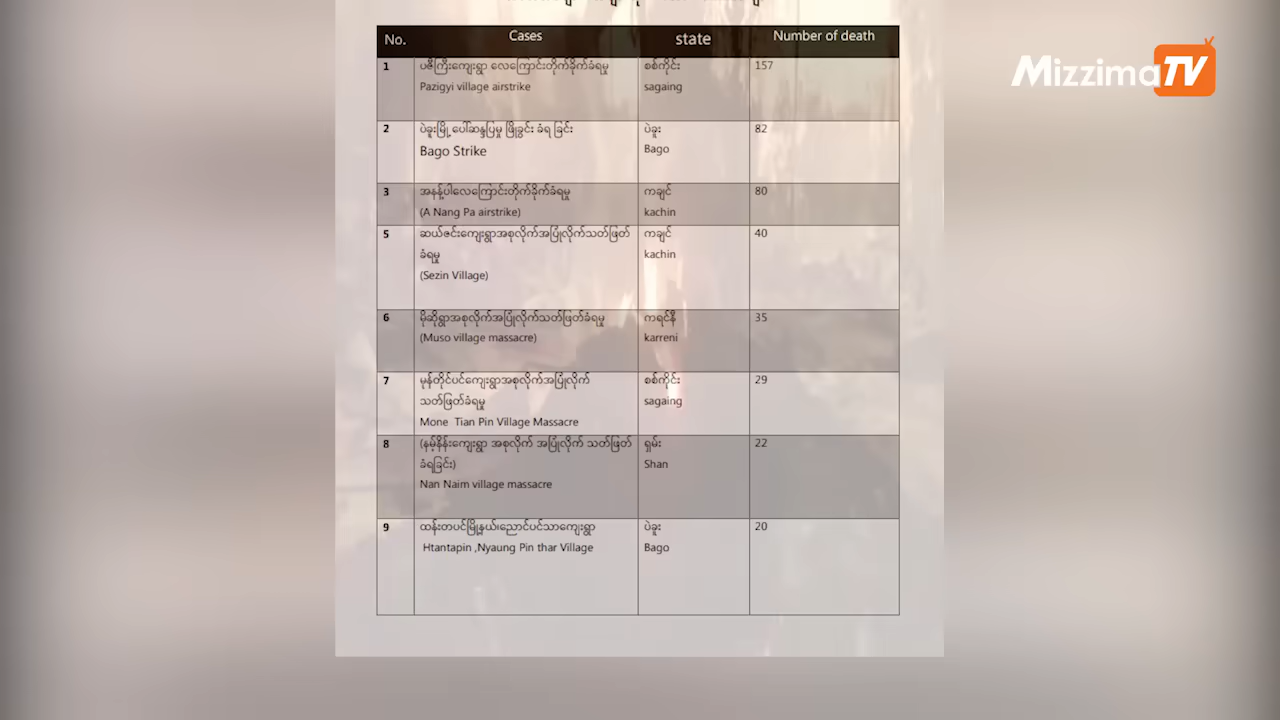 MizzimaTV
No. Cases state Number of death
1 ပဇီကြီးကျေးရွာ လေကြောင်းတိုက်ခိုက်ခံရမှု စစ်ကိုင်း 157
Pazigyi village airstrike sagaing
2 ပဲခူးမြို့ ပေါ်ဆန္ဒပြမှု ဖြိုခွင်း ခံရ ခြင်း ပဲခူး 82
Bago Strike Bago
3 အနန့်ပါလေကြောင်းတိုက်ခိုက်ခံရမှု ကချင် 80
(A Nang Pa airstrike) kachin
5 ဆယ်ဇင်းကျေးရွာအစုလိုက်အပြုံလိုက်သတ်ဖြတ် ကချင် 40
ခံရမှု kachin
(Sezin Village)
6 မိုဆိုရွာအစုလိုက်အပြုံလိုက်သတ်ဖြတ်ခံရမှု ကရင်နီ 35
(Muso village massacre) karreni
7 မုန်တိုင်ပင်ကျေးရွာအစုလိုက်အပြုံလိုက် စစ်ကိုင်း 29
သတ်ဖြတ်ခံရမှု sagaing
Mone Tian Pin Village Massacre
8 (နမ့်နိန်းကျေးရွာ အစုလိုက် အပြုံလိုက် သတ်ဖြတ် ရှမ်း 22
ခံရခြင်း) Shan
Nan Naim village massacre
9 ထန်းတပင်မြို့နယ်၊ညောင်ပင်သာကျေးရွာ ပဲခူး 20
Htantapin ,Nyaung Pin thar Village Bago